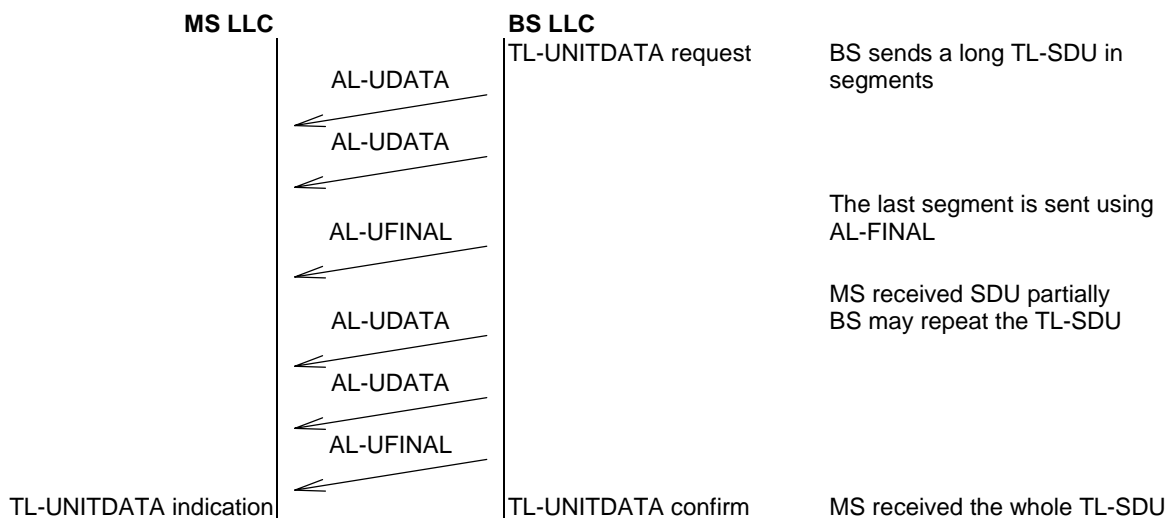 MS LLC BS LLC
TL-UNITDATA request BS sends a long TL-SDU in
segments
AL-UDATA
AL-UDATA
The last segment is sent using
AL-FINAL
AL-UFINAL
MS received SDU partially
BS may repeat the TL-SDU
AL-UDATA
AL-UDATA
AL-UFINAL
TL-UNITDATA indication TL-UNITDATA confirm MS received the whole TL-SDU